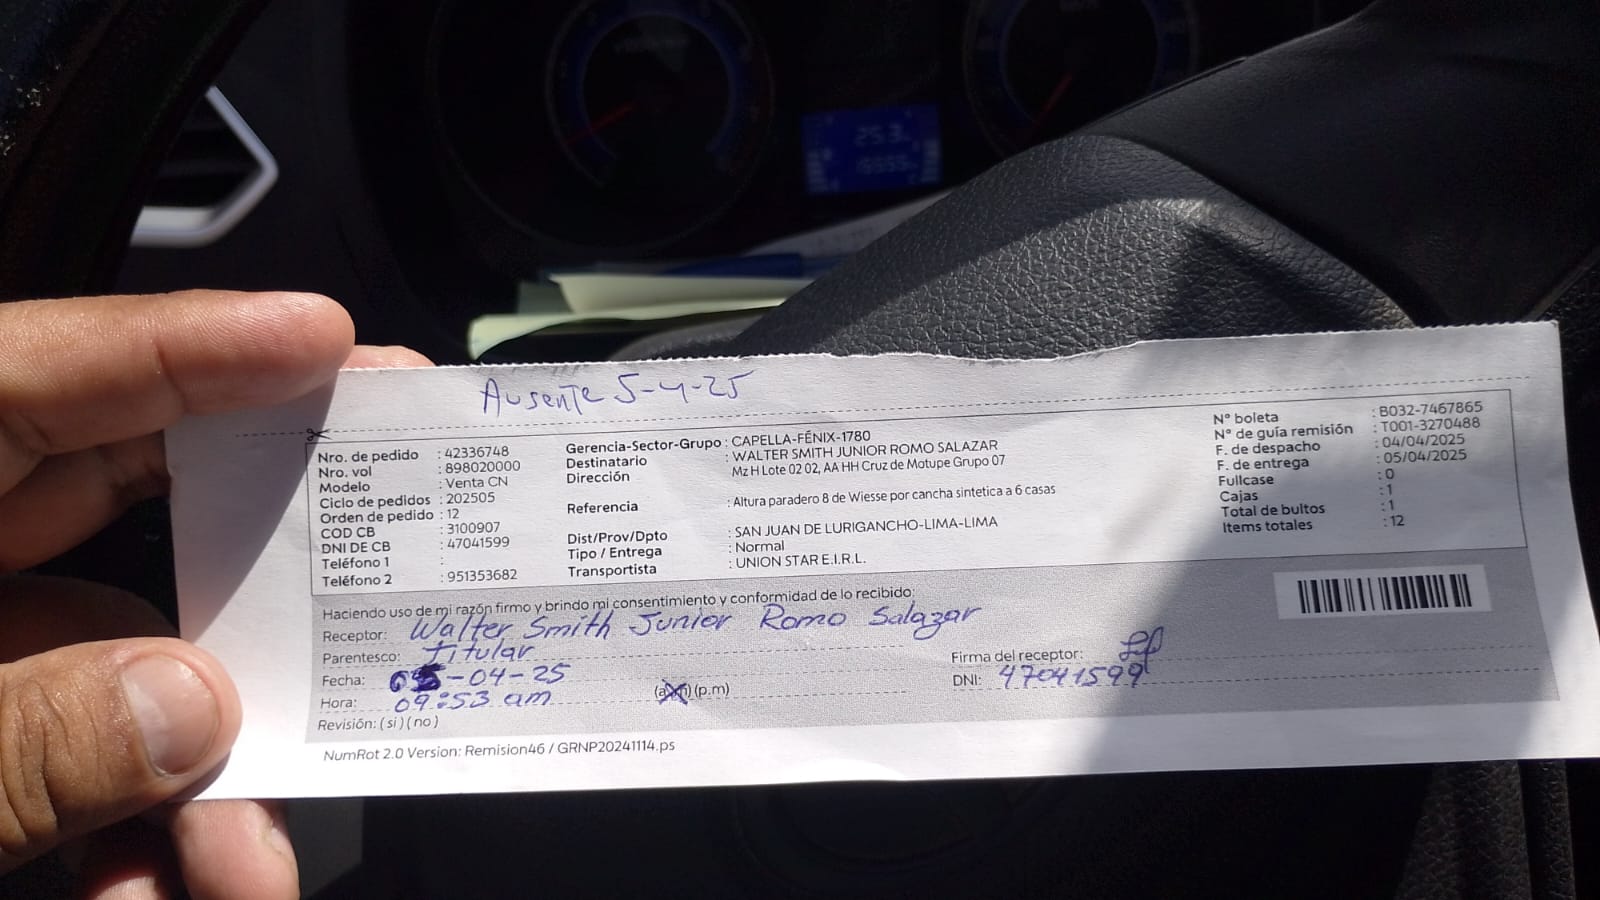 Ausente 5-4-25
Nro. de pedido : 42336748
Nro. vol : 898020000
Modelo : Venta CN
Ciclo de pedidos : 202505
Orden de pedido : 12
COD CB : 3100907
DNI DE CB : 47041599
Teléfono 1 :
Teléfono 2 : 951353682
Gerencia-Sector-Grupo : CAPELLA-FÉNIX-1780
Destinatario : WALTER SMITH JUNIOR ROMO SALAZAR
Dirección Mz H Lote 02 02, AA HH Cruz de Motupe Grupo 07
Referencia : Altura paradero 8 de Wiesse por cancha sintetica a 6 casas
Dist/Prov/Dpto : SAN JUAN DE LURIGANCHO-LIMA-LIMA
Tipo / Entrega : Normal
Transportista : UNION STAR E.I.R.L.
N° boleta : B032-7467865
N° de guía remisión : T001-3270488
F. de despacho : 04/04/2025
F. de entrega : 05/04/2025
Fullcase : 0
Cajas : 1
Total de bultos : 1
Items totales : 12
Haciendo uso de mi razón firmo y brindo mi consentimiento y conformidad de lo recibido:
Receptor: Walter Smith Junior Romo Salazar
Parentesco: Titular
Fecha: 05-04-25
Hora: 09:53 am (a.m) (p.m)
Revisión: ( si ) ( no )
Firma del receptor:
DNI: 47041599
NumRot 2.0 Version: Remision46 / GRNP20241114.ps